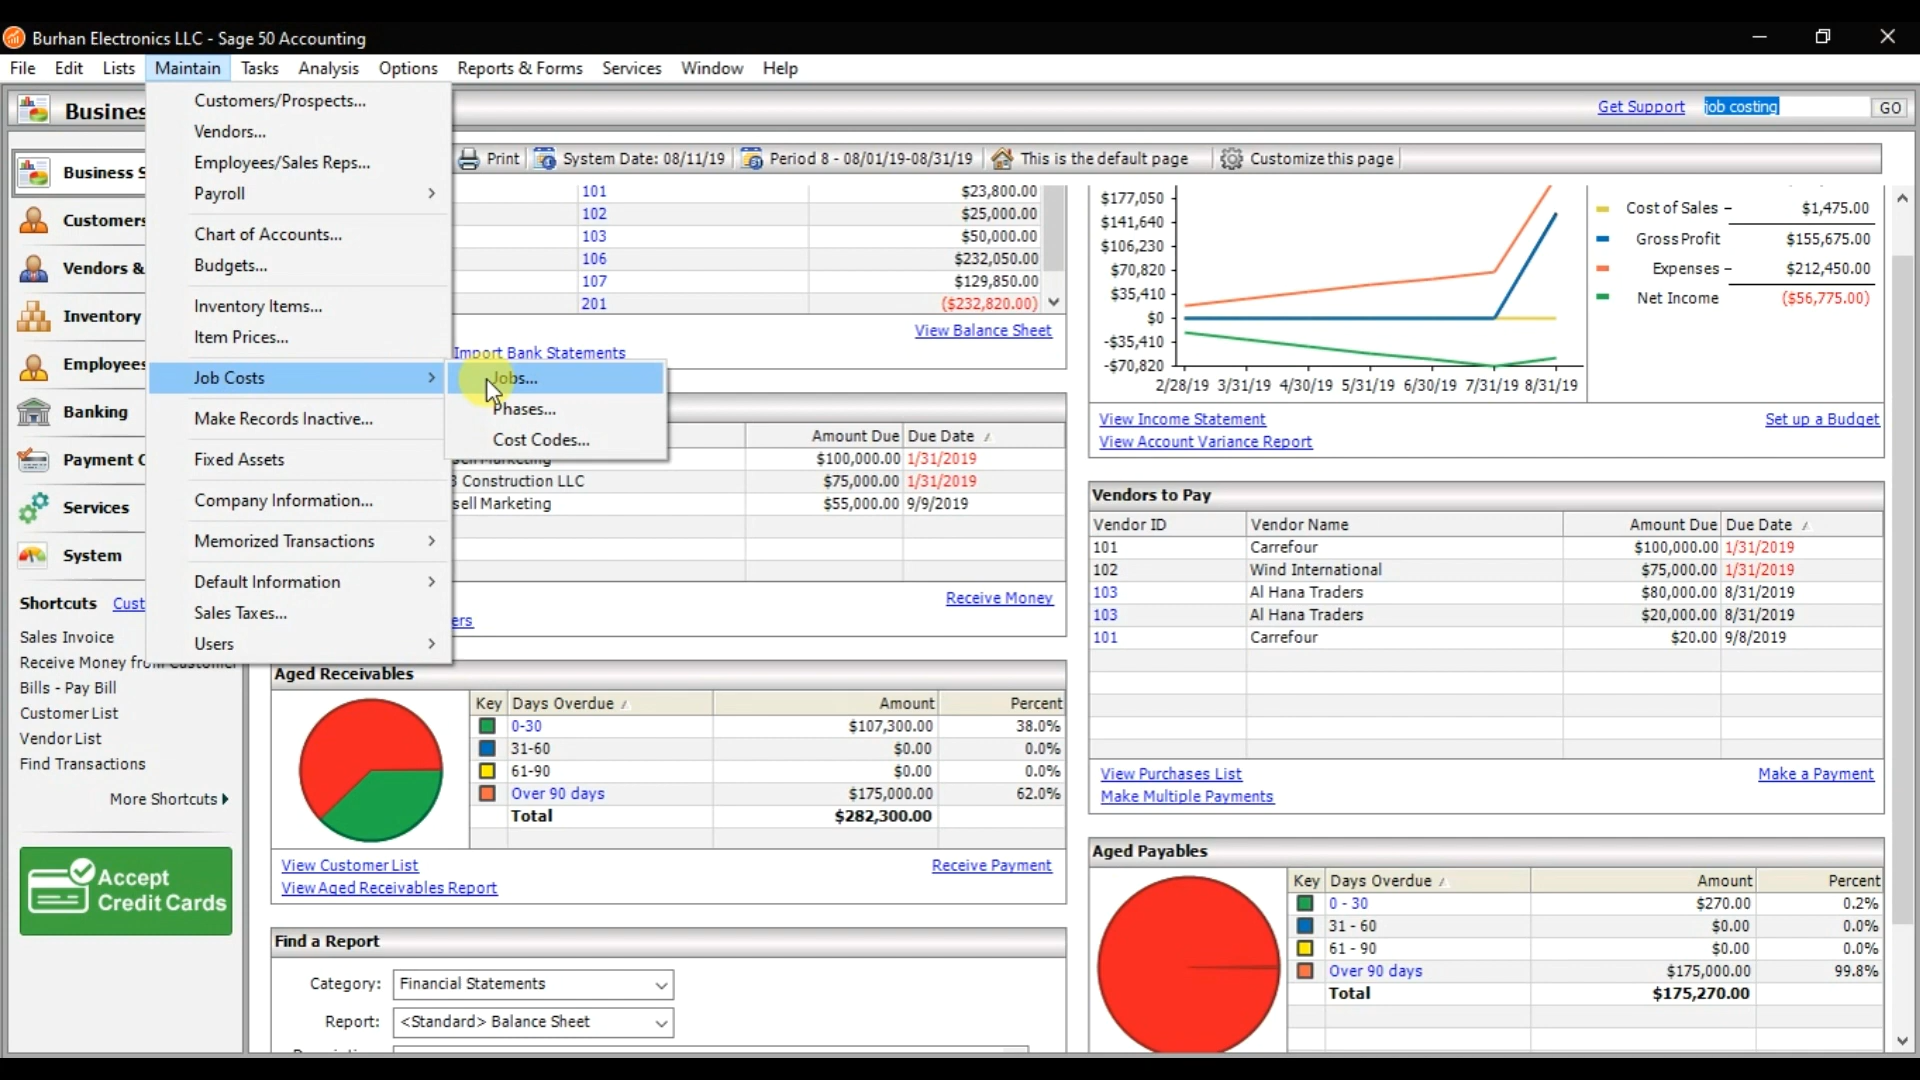 Burhan Electronics LLC - Sage 50 Accounting
File Edit Lists Maintain Tasks Analysis Options Reports & Forms Services Window Help
Busines
Get Support job costing GO
Customers/Prospects...
Vendors...
Employees/Sales Reps...
Payroll
Chart of Accounts...
Budgets...
Inventory Items...
Item Prices...
Job Costs
Make Records Inactive...
Fixed Assets
Company Information...
Memorized Transactions
Default Information
Sales Taxes...
Users
Jobs...
Phases...
Cost Codes...
Business S
Customers
Vendors &
Inventory
Employees
Banking
Payment C
Services
System
Shortcuts Cust
Sales Invoice
Receive Money from Customer
Bills - Pay Bill
Customer List
Vendor List
Find Transactions
More Shortcuts
Accept
Credit Cards
Print System Date: 08/11/19 Period 8 - 08/01/19-08/31/19 This is the default page Customize this page
101 $23,800.00
102 $25,000.00
103 $50,000.00
106 $232,050.00
107 $129,850.00
201 ($232,820.00)
View Balance Sheet
Import Bank Statements
Amount Due Due Date
sell Marketing $100,000.00 1/31/2019
3 Construction LLC $75,000.00 1/31/2019
sell Marketing $55,000.00 9/9/2019
Receive Money
ers
Aged Receivables
Key Days Overdue Amount Percent
0-30 $107,300.00 38.0%
31-60 $0.00 0.0%
61-90 $0.00 0.0%
Over 90 days $175,000.00 62.0%
Total $282,300.00
View Customer List Receive Payment
View Aged Receivables Report
Find a Report
Category: Financial Statements
Report: <Standard> Balance Sheet
$177,050
$141,640
$106,230
$70,820
$35,410
$0
-$35,410
-$70,820
2/28/19 3/31/19 4/30/19 5/31/19 6/30/19 7/31/19 8/31/19
Cost of Sales - $1,475.00
Gross Profit $155,675.00
Expenses - $212,450.00
Net Income ($56,775.00)
View Income Statement Set up a Budget
View Account Variance Report
Vendors to Pay
Vendor ID Vendor Name Amount Due Due Date
101 Carrefour $100,000.00 1/31/2019
102 Wind International $75,000.00 1/31/2019
103 Al Hana Traders $80,000.00 8/31/2019
103 Al Hana Traders $20,000.00 8/31/2019
101 Carrefour $20.00 9/8/2019
View Purchases List Make a Payment
Make Multiple Payments
Aged Payables
Key Days Overdue Amount Percent
0 - 30 $270.00 0.2%
31 - 60 $0.00 0.0%
61 - 90 $0.00 0.0%
Over 90 days $175,000.00 99.8%
Total $175,270.00